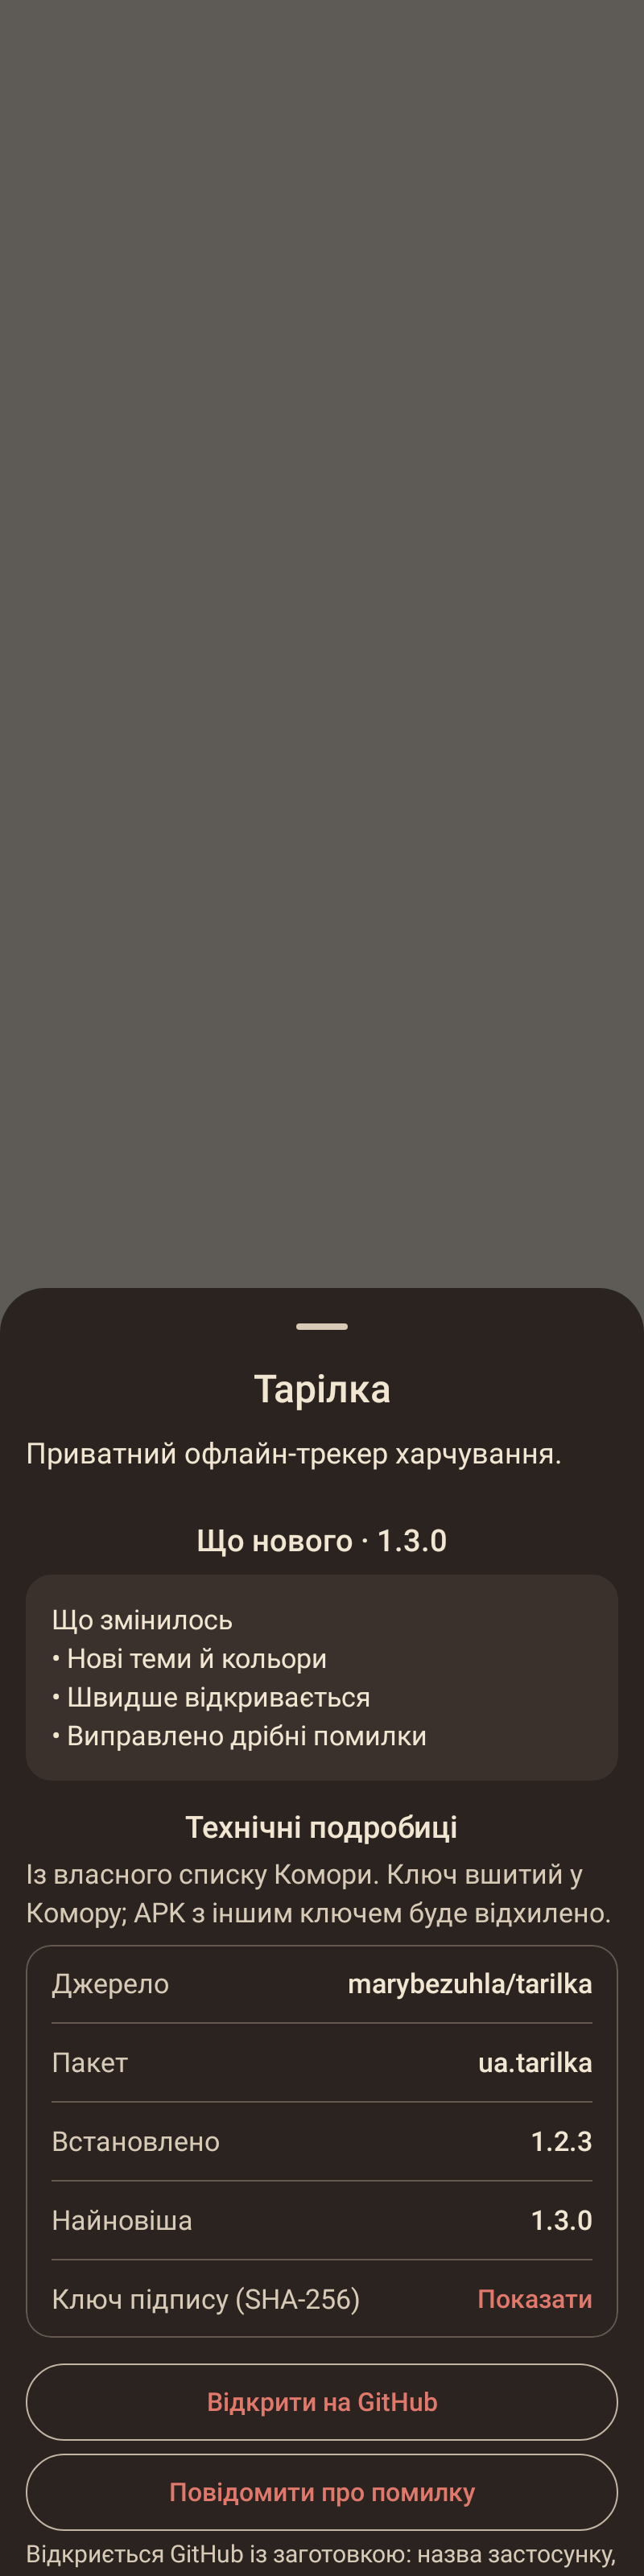 Тарілка
Приватний офлайн-трекер харчування.
Що нового · 1.3.0
Що змінилось
• Нові теми й кольори
• Швидше відкривається
• Виправлено дрібні помилки
Технічні подробиці
Із власного списку Комори. Ключ вшитий у
Комору; APK з іншим ключем буде відхилено.
Джерело marybezuhla/tarilka
Пакет ua.tarilka
Встановлено 1.2.3
Найновіша 1.3.0
Ключ підпису (SHA-256) Показати
Відкрити на GitHub
Повідомити про помилку
Відкриється GitHub із заготовкою: назва застосунку,